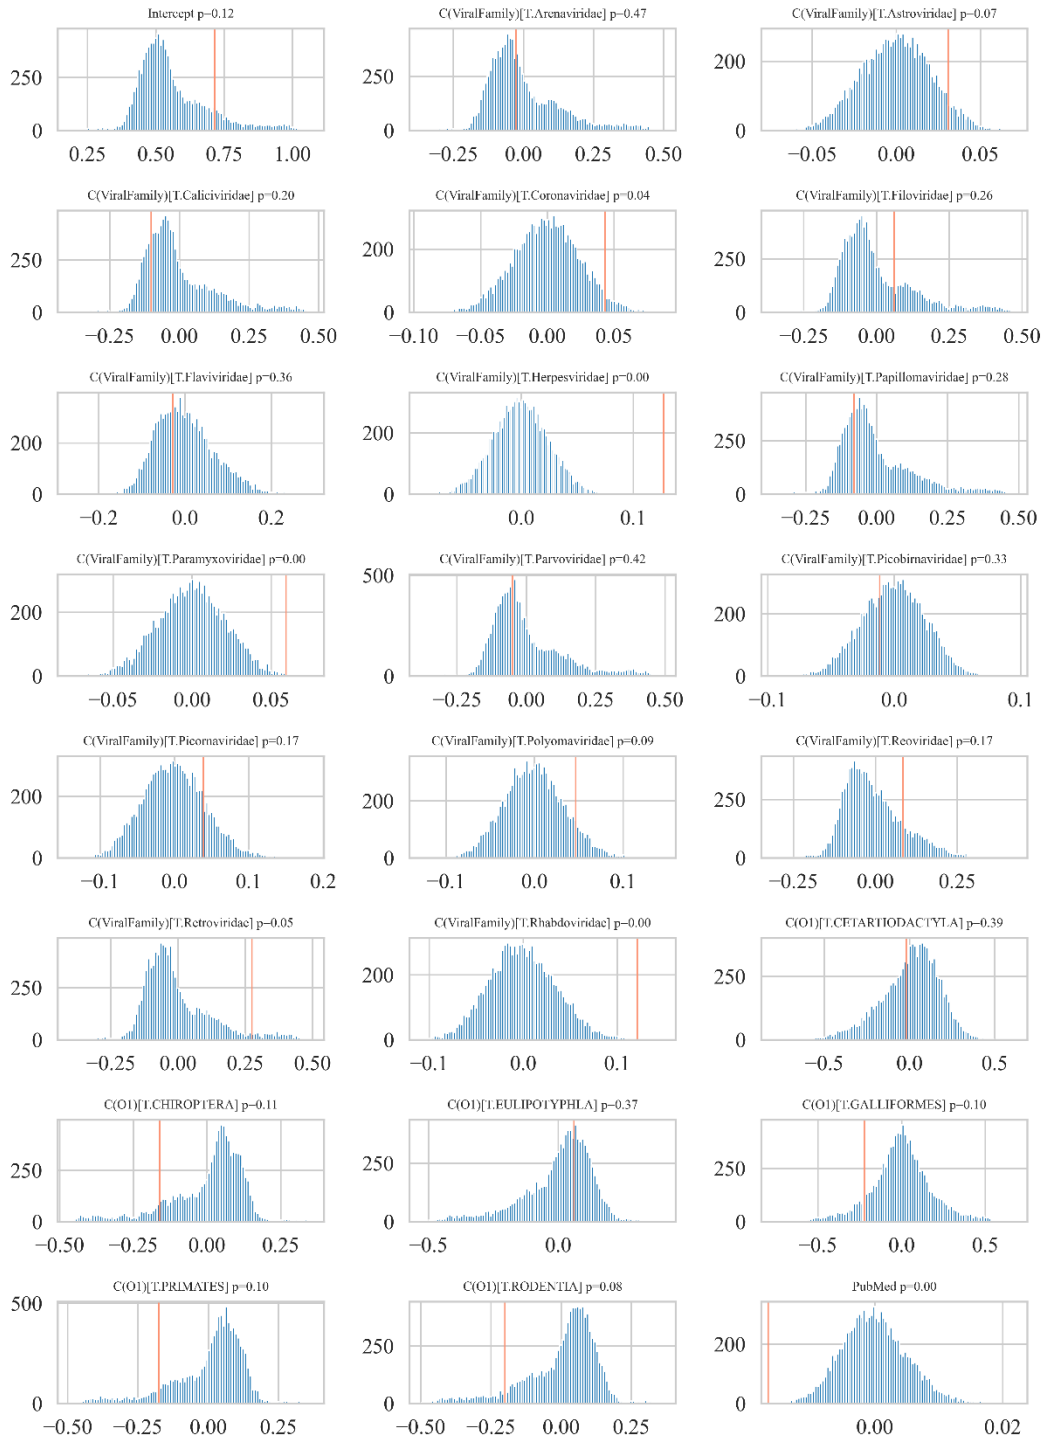 Intercept p=0.12
C(ViralFamily)[T.Arenaviridae] p=0.47
C(ViralFamily)[T.Astroviridae] p=0.07
250
0
0.25 0.50 0.75 1.00
250
0
−0.25 0.00 0.25 0.50
200
0
−0.05 0.00 0.05
C(ViralFamily)[T.Caliciviridae] p=0.20
C(ViralFamily)[T.Coronaviridae] p=0.04
C(ViralFamily)[T.Filoviridae] p=0.26
250
0
−0.25 0.00 0.25 0.50
200
0
−0.10 −0.05 0.00 0.05
250
0
−0.25 0.00 0.25 0.50
C(ViralFamily)[T.Flaviviridae] p=0.36
C(ViralFamily)[T.Herpesviridae] p=0.00
C(ViralFamily)[T.Papillomaviridae] p=0.28
200
0
−0.2 0.0 0.2
200
0
0.0 0.1
250
0
−0.25 0.00 0.25 0.50
C(ViralFamily)[T.Paramyxoviridae] p=0.00
C(ViralFamily)[T.Parvoviridae] p=0.42
C(ViralFamily)[T.Picobirnaviridae] p=0.33
200
0
−0.05 0.00 0.05
500
250
0
−0.25 0.00 0.25 0.50
200
0
−0.1 0.0 0.1
C(ViralFamily)[T.Picornaviridae] p=0.17
C(ViralFamily)[T.Polyomaviridae] p=0.09
C(ViralFamily)[T.Reoviridae] p=0.17
200
0
−0.1 0.0 0.1 0.2
200
0
−0.1 0.0 0.1
250
0
−0.25 0.00 0.25
C(ViralFamily)[T.Retroviridae] p=0.05
C(ViralFamily)[T.Rhabdoviridae] p=0.00
C(O1)[T.CETARTIODACTYLA] p=0.39
250
0
−0.25 0.00 0.25 0.50
200
0
−0.1 0.0 0.1
250
0
−0.5 0.0 0.5
C(O1)[T.CHIROPTERA] p=0.11
C(O1)[T.EULIPOTYPHLA] p=0.37
C(O1)[T.GALLIFORMES] p=0.10
250
0
−0.50 −0.25 0.00 0.25
250
0
−0.5 0.0
250
0
−0.5 0.0 0.5
C(O1)[T.PRIMATES] p=0.10
C(O1)[T.RODENTIA] p=0.08
PubMed p=0.00
500
250
0
−0.50 −0.25 0.00 0.25
250
0
−0.50 −0.25 0.00 0.25
200
0
0.00 0.02